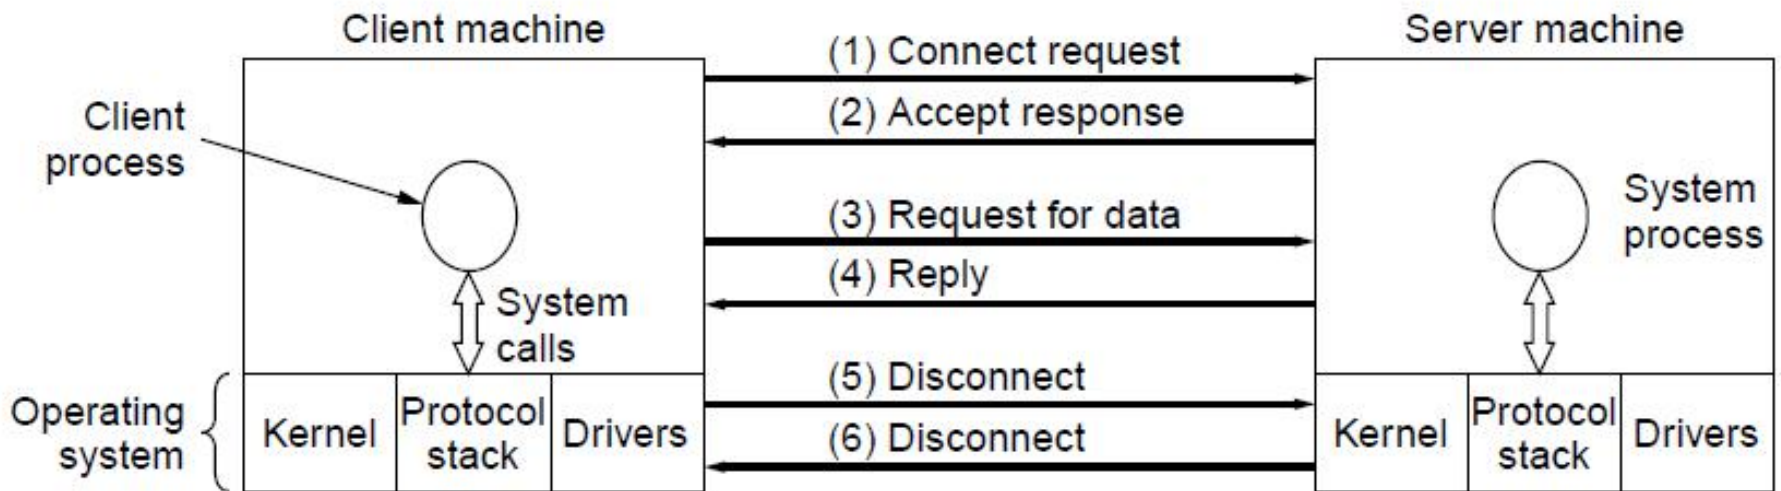 Client machine
Server machine
(1) Connect request
(2) Accept response
Client
process
(3) Request for data
System
process
(4) Reply
System
calls
(5) Disconnect
Operating
system
Kernel
Protocol
stack
Drivers
(6) Disconnect
Kernel
Protocol
stack
Drivers